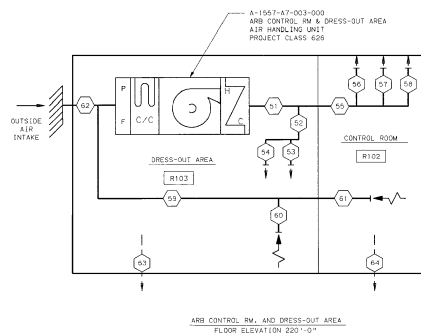 A-1557-A7-003-000
ARB CONTROL RM & DRESS-OUT AREA
AIR HANDLING UNIT
PROJECT CLASS 626
56
57
58
P
F
C/C
H
C
62
51
55
OUTSIDE
AIR
INTAKE
52
CONTROL ROOM
R102
54
53
DRESS-OUT AREA
R103
59
61
60
63
64
ARB CONTROL RM. AND DRESS-OUT AREA
FLOOR ELEVATION 220'-0"